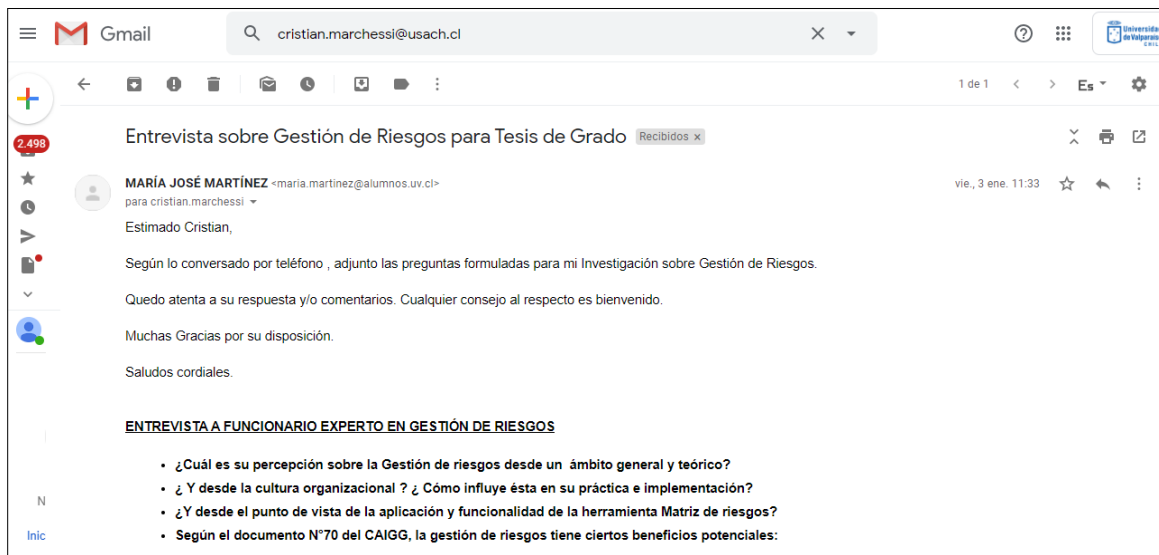 Gmail
cristian.marchessi@usach.cl
Universidad
de Valparaíso
CHILE
1 de 1
Es
2.498
Entrevista sobre Gestión de Riesgos para Tesis de Grado Recibidos x
MARÍA JOSÉ MARTÍNEZ <maria.martinez@alumnos.uv.cl>
vie., 3 ene. 11:33
para cristian.marchessi
Estimado Cristian,
Según lo conversado por teléfono , adjunto las preguntas formuladas para mi Investigación sobre Gestión de Riesgos.
Quedo atenta a su respuesta y/o comentarios. Cualquier consejo al respecto es bienvenido.
Muchas Gracias por su disposición.
Saludos cordiales.
ENTREVISTA A FUNCIONARIO EXPERTO EN GESTIÓN DE RIESGOS
• ¿Cuál es su percepción sobre la Gestión de riesgos desde un ámbito general y teórico?
• ¿ Y desde la cultura organizacional ? ¿ Cómo influye ésta en su práctica e implementación?
• ¿Y desde el punto de vista de la aplicación y funcionalidad de la herramienta Matriz de riesgos?
• Según el documento N°70 del CAIGG, la gestión de riesgos tiene ciertos beneficios potenciales:
N
Inic